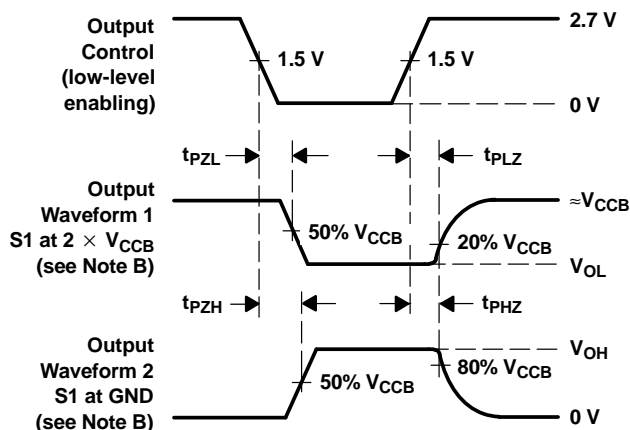 Output
Control
(low-level
enabling)
2.7 V
1.5 V
1.5 V
0 V
tPZL
tPLZ
Output
Waveform 1
S1 at 2 × VCCB
(see Note B)
≈VCCB
50% VCCB
20% VCCB
VOL
tPZH
tPHZ
Output
Waveform 2
S1 at GND
(see Note B)
VOH
50% VCCB
80% VCCB
0 V